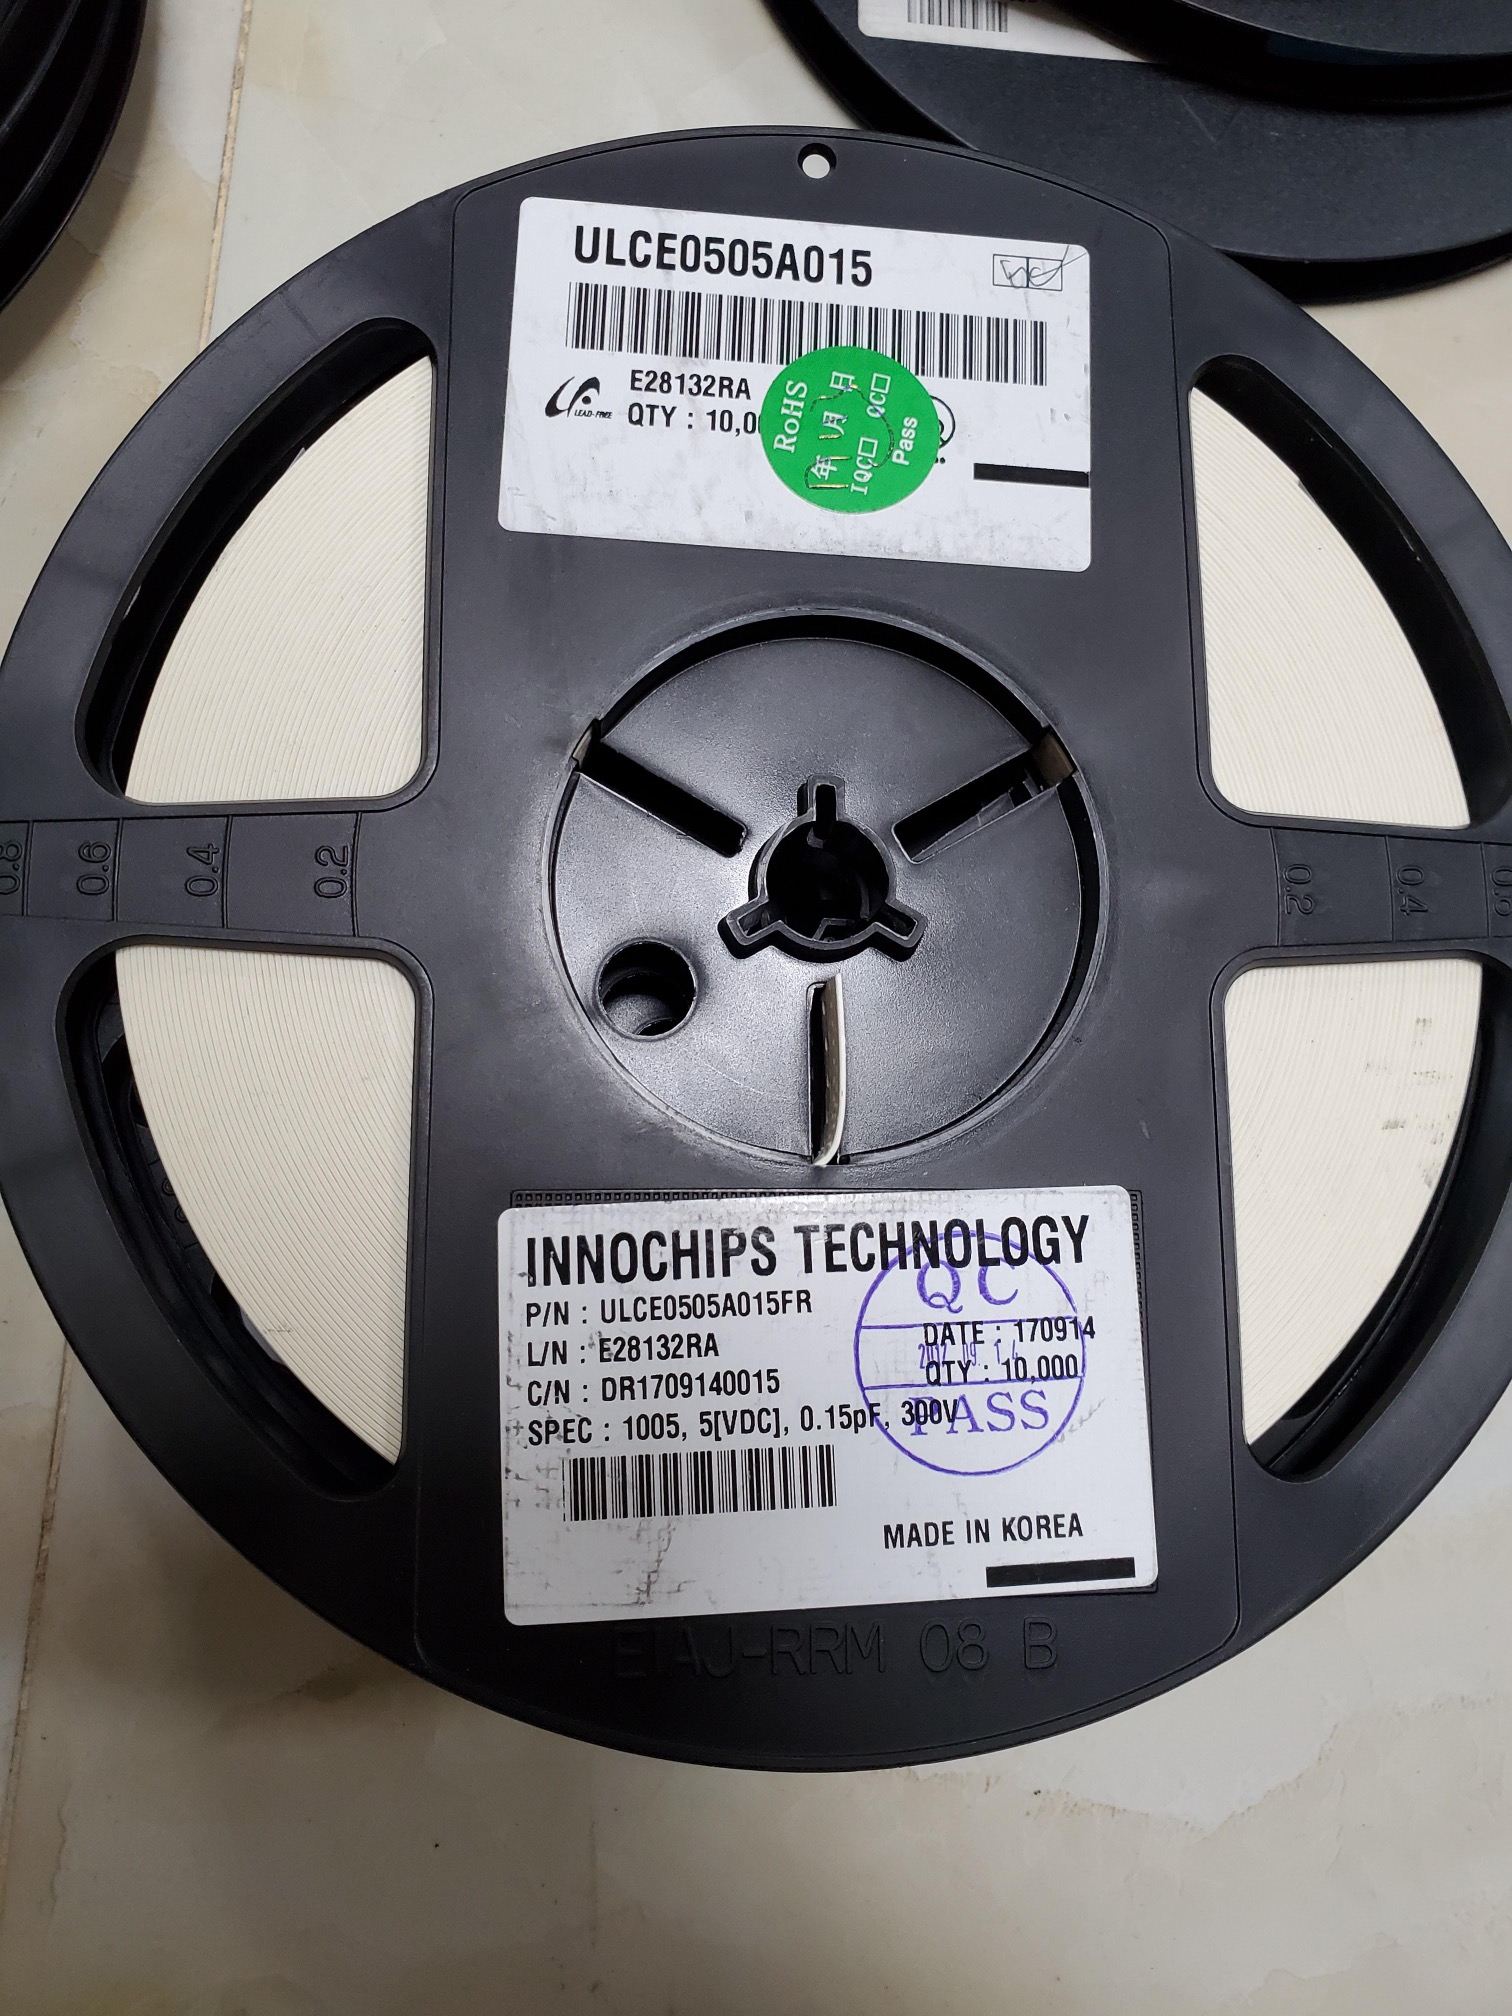 ULCE0505A015
E28132RA
LEAD-FREE
QTY : 10,0
RoHS
年 月 日
IQC□ QC□
Pass
0.8 0.6 0.4 0.2
0.2 0.4
INNOCHIPS TECHNOLOGY
P/N : ULCE0505A015FR
L/N : E28132RA
C/N : DR1709140015
SPEC : 1005, 5[VDC], 0.15pF, 300V
DATE : 170914
QTY : 10,000
QC
PASS
MADE IN KOREA
EIAJ-RRM 08 B